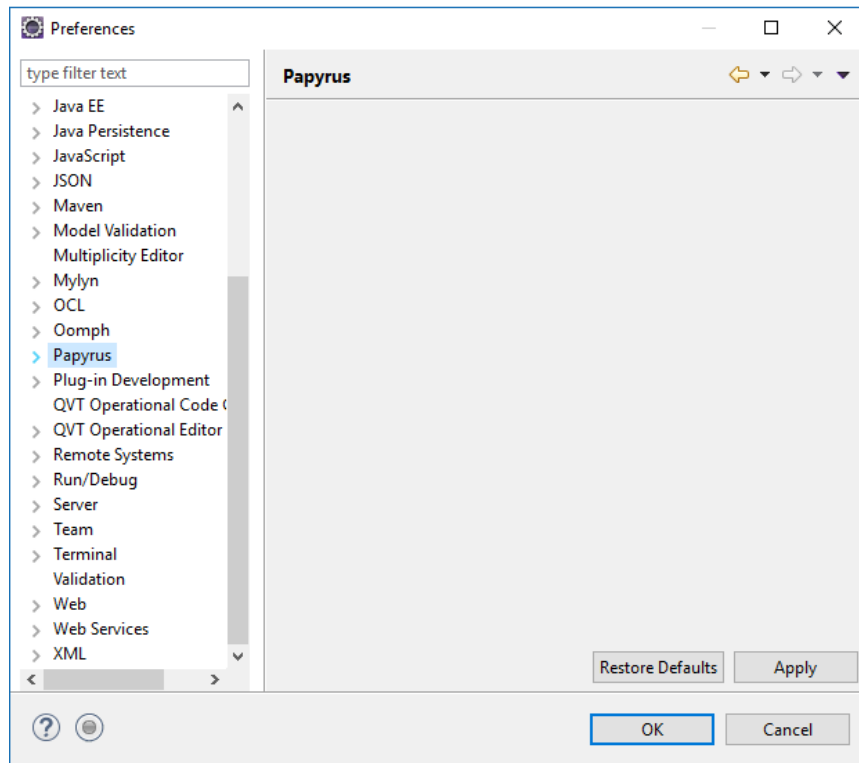 Preferences
type filter text
Papyrus
Java EE
Java Persistence
JavaScript
JSON
Maven
Model Validation
Multiplicity Editor
Mylyn
OCL
Oomph
Papyrus
Plug-in Development
QVT Operational Code
QVT Operational Editor
Remote Systems
Run/Debug
Server
Team
Terminal
Validation
Web
Web Services
XML
Restore Defaults
Apply
?
OK
Cancel